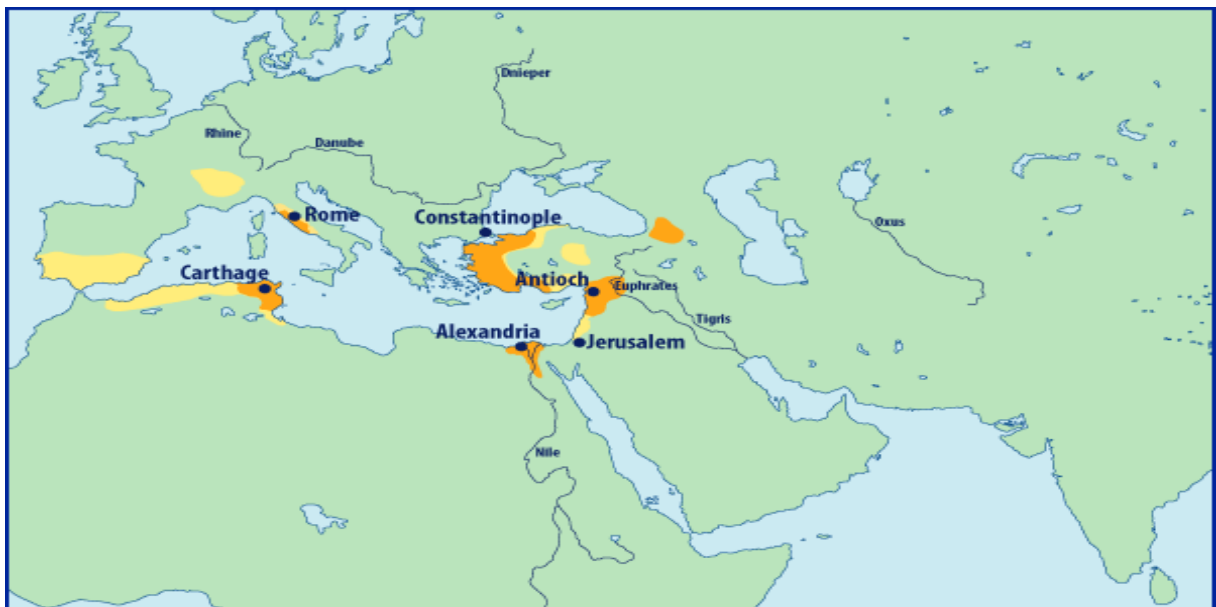 Dnieper
Rhine
Danube
Rome
Constantinople
Oxus
Carthage
Antioch
Euphrates
Tigris
Alexandria
Jerusalem
Nile